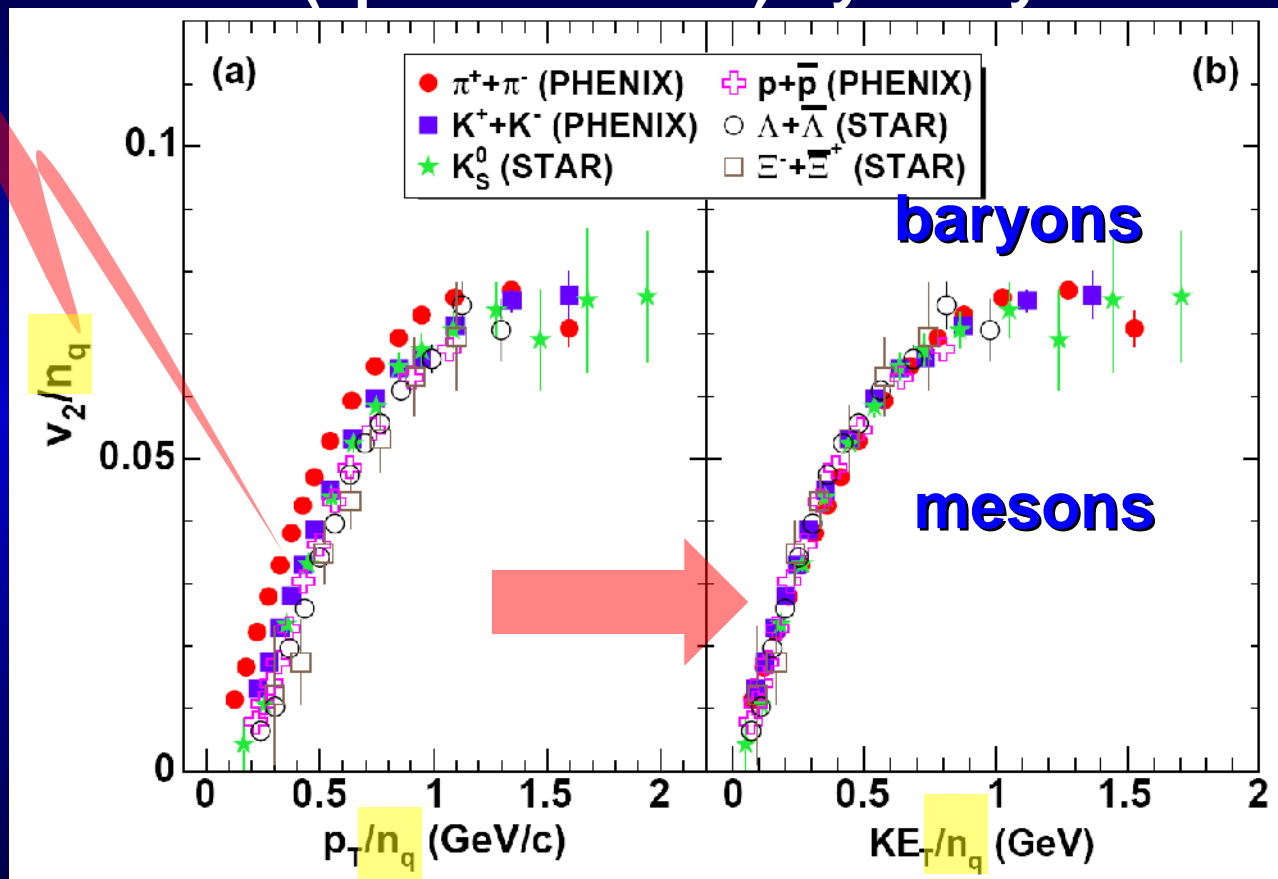 (a)
(b)
π⁺+π⁻ (PHENIX)
p+p̅ (PHENIX)
K⁺+K⁻ (PHENIX)
Λ+Λ̅ (STAR)
K⁰_S (STAR)
Ξ⁻+Ξ̅⁺ (STAR)
baryons
mesons
v₂/n_q
0.1
0.05
0
0 0.5 1 1.5 2
0 0.5 1 1.5 2
p_T/n_q (GeV/c)
KE_T/n_q (GeV)